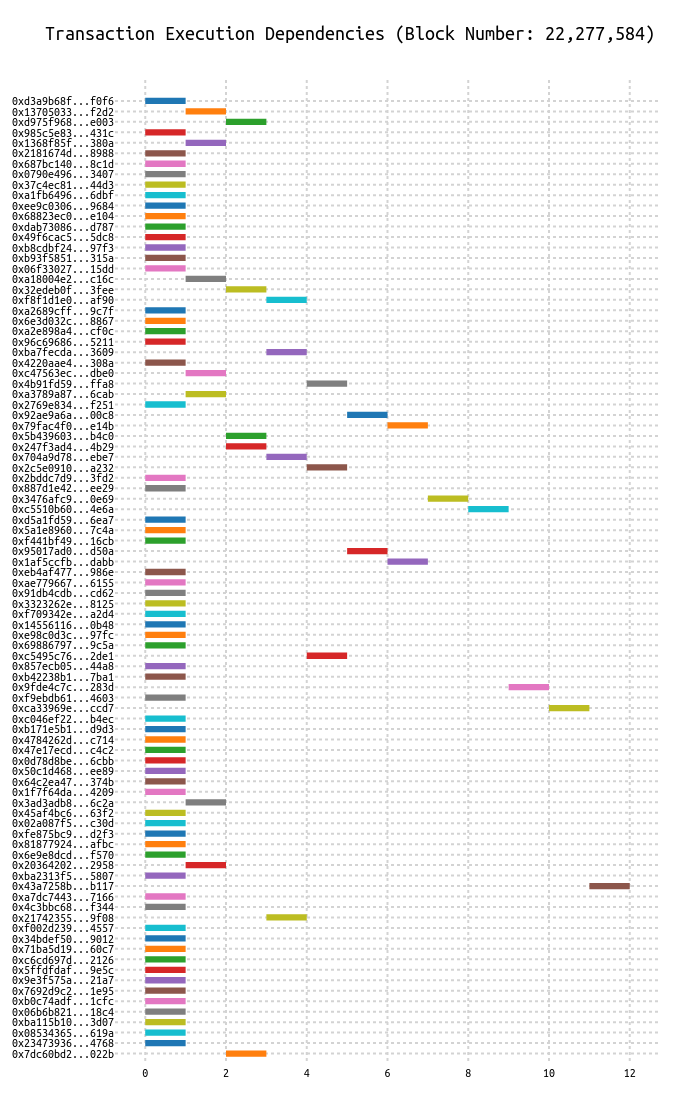 Transaction Execution Dependencies (Block Number: 22,277,584)
0xd3a9b68f...f0f6
0x13705033...f2d2
0xd975f968...e003
0x985c5e83...431c
0x1368f85f...380a
0x2181674d...8988
0x687bc140...8c1d
0x0790e496...3407
0x37c4ec81...44d3
0xa1fb6496...6dbf
0xee9c0306...9684
0x68823ec0...e104
0xdab73086...d787
0x49f6cac5...5dc8
0xb8cdbf24...97f3
0xb93f5851...315a
0x06f33027...15dd
0xa18004e2...c16c
0x32edeb0f...3fee
0xf8f1d1e0...af90
0xa2689cff...9c7f
0x6e3d032c...8867
0xa2e898a4...cf0c
0x96c69686...5211
0xba7fecda...3609
0x4220aae4...308a
0xc47563ec...dbe0
0x4b91fd59...ffa8
0xa3789a87...6cab
0x2769e834...f251
0x92ae9a6a...00c8
0x79fac4f0...e14b
0x5b439603...b4c0
0x247f3ad4...4b29
0x704a9d78...ebe7
0x2c5e0910...a232
0x2bddc7d9...3fd2
0x887d1e42...ee29
0x3476afc9...0e69
0xc5510b60...4e6a
0xd5a1fd59...6ea7
0x5a1e8960...7c4a
0xf441bf49...16cb
0x95017ad0...d50a
0x1af5ccfb...dabb
0xeb4af477...986e
0xae779667...6155
0x91db4cdb...cd62
0x3323262e...8125
0xf709342e...a2d4
0x14556116...0b48
0xe98c0d3c...97fc
0x69886797...9c5a
0xc5495c76...2de1
0x857ecb05...44a8
0xb42238b1...7ba1
0x9fde4c7c...283d
0xf9ebdb61...4603
0xca33969e...ccd7
0xc046ef22...b4ec
0xb171e5b1...d9d3
0x4784262d...c714
0x47e17ecd...c4c2
0x0d78d8be...6cbb
0x50c1d468...ee89
0x64c2ea47...374b
0x1f7f64da...4209
0x3ad3adb8...6c2a
0x45af4bc6...63f2
0x02a087f5...c30d
0xfe875bc9...d2f3
0x81877924...afbc
0x6e9e8dcd...f570
0x20364202...2958
0xba2313f5...5807
0x43a7258b...b117
0xa7dc7443...7166
0x4c3bbc68...f344
0x21742355...9f08
0xf002d239...4557
0x34bdef50...9012
0x71ba5d19...60c7
0xc6cd697d...2126
0x5ffdfdaf...9e5c
0x9e3f575a...21a7
0x7692d9c2...1e95
0xb0c74adf...1cfc
0x06b6b821...18c4
0xba115b10...3d07
0x08534365...619a
0x23473936...4768
0x7dc60bd2...022b
0 2 4 6 8 10 12